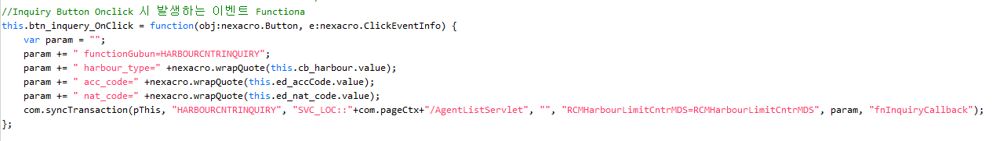 //Inquiry Button Onclick 시 발생하는 이벤트 Functiona
this.btn_inquery_OnClick = function(obj:nexacro.Button, e:nexacro.ClickEventInfo) {
    var param = "";
    param += " functionGubun=HARBOURCNTRINQUIRY";
    param += " harbour_type=" +nexacro.wrapQuote(this.cb_harbour.value);
    param += " acc_code=" +nexacro.wrapQuote(this.ed_accCode.value);
    param += " nat_code=" +nexacro.wrapQuote(this.ed_nat_code.value);
    com.syncTransaction(pThis, "HARBOURCNTRINQUIRY", "SVC_LOC::"+com.pageCtx+"/AgentListServlet", "", "RCMHarbourLimitCntrMDS=RCMHarbourLimitCntrMDS", param, "fnInquiryCallback");
};